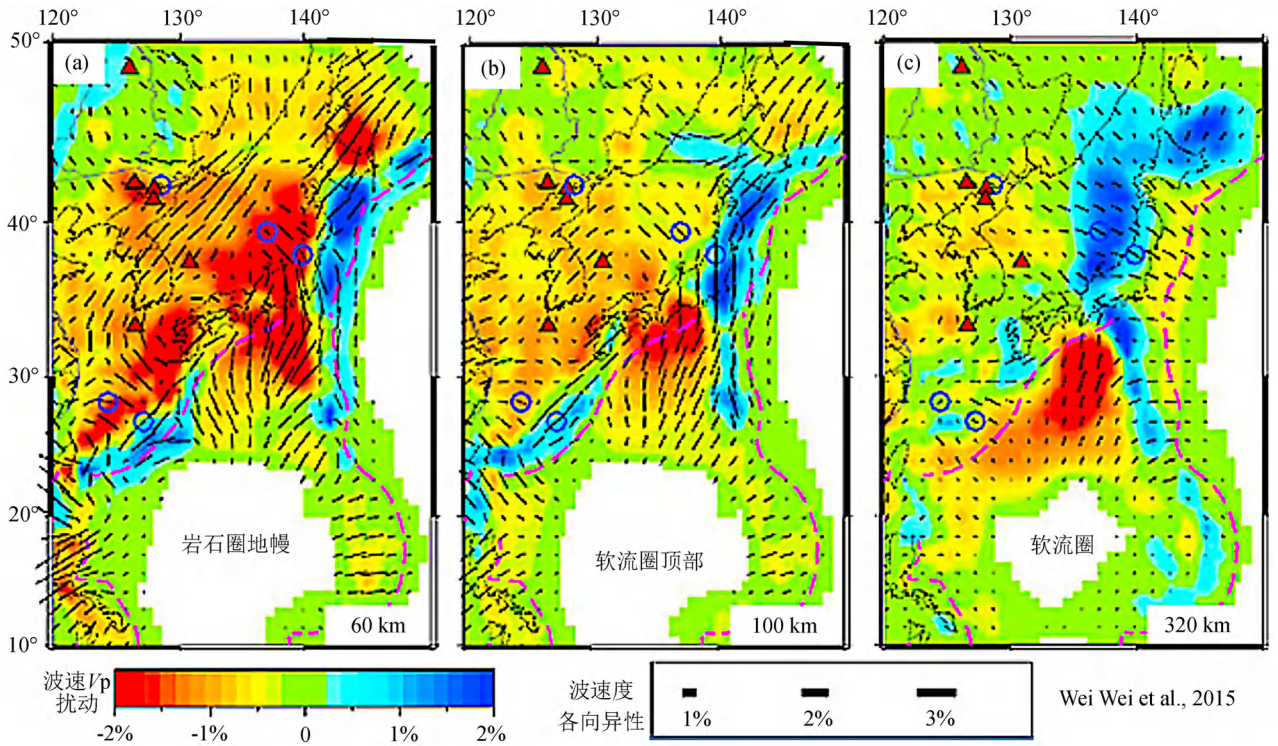 120° 130° 140° 120° 130° 140° 120° 130° 140°
50°
(a) (b) (c)
40°
30°
20°
岩石圈地幔 软流圈顶部 软流圈
60 km 100 km 320 km
10°
波速Vp
扰动
-2% -1% 0 1% 2%
波速度
各向异性
1% 2% 3%
Wei Wei et al., 2015